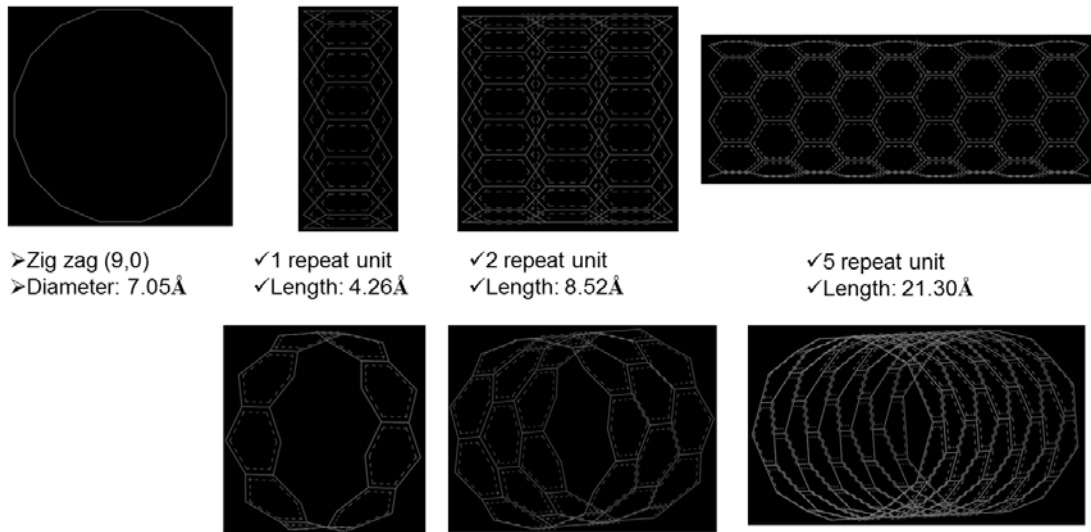 ➢Zig zag (9,0)
➢Diameter: 7.05Å
✓1 repeat unit
✓Length: 4.26Å
✓2 repeat unit
✓Length: 8.52Å
✓5 repeat unit
✓Length: 21.30Å